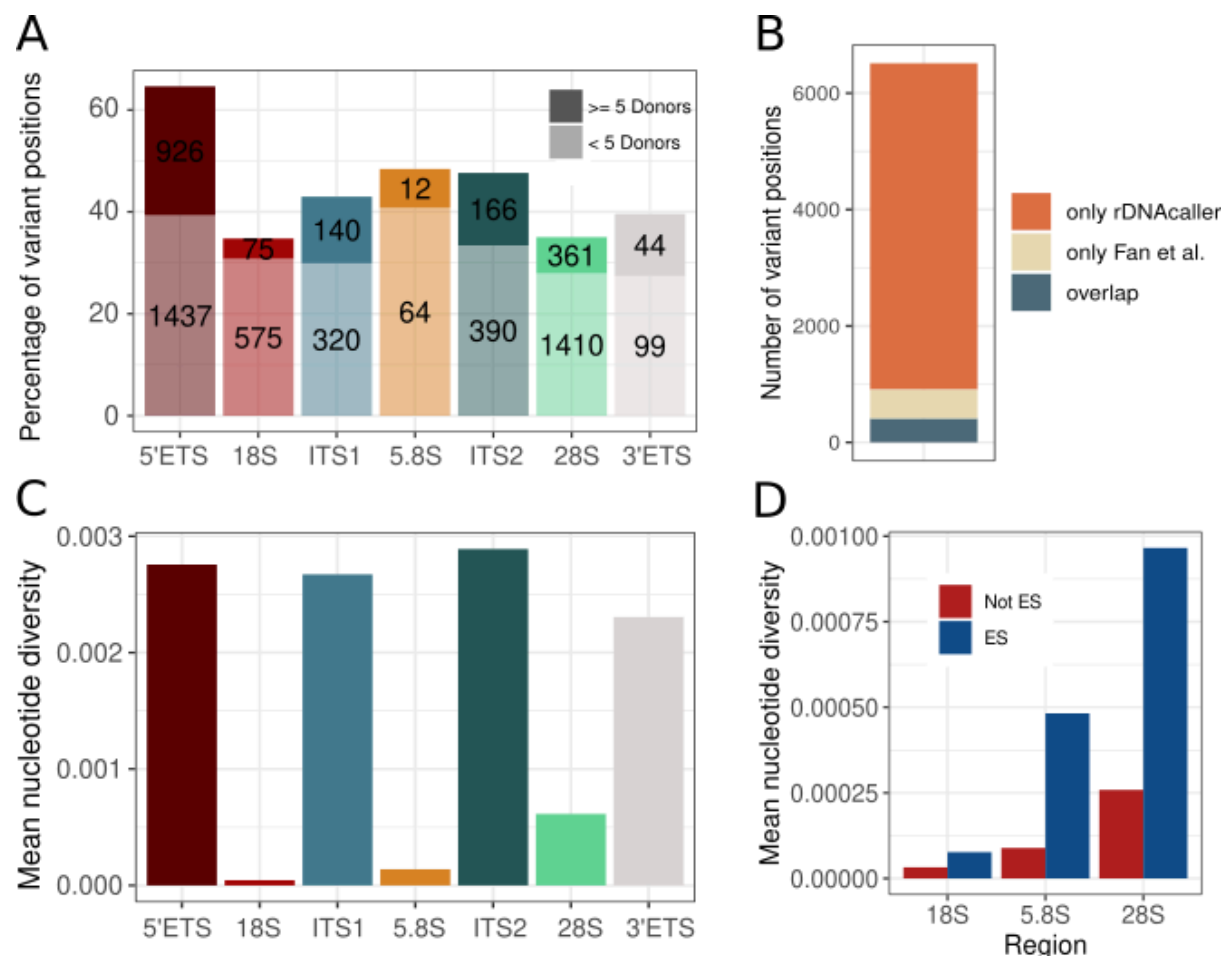 A
Percentage of variant positions
60
40
20
0
>= 5 Donors
< 5 Donors
926
1437
75
575
140
320
12
64
166
390
361
1410
44
99
5'ETS 18S ITS1 5.8S ITS2 28S 3'ETS
B
Number of variant positions
6000
4000
2000
0
only rDNAcaller
only Fan et al.
overlap
C
Mean nucleotide diversity
0.003
0.002
0.001
0.000
5'ETS 18S ITS1 5.8S ITS2 28S 3'ETS
D
Mean nucleotide diversity
0.00100
0.00075
0.00050
0.00025
0.00000
Not ES
ES
18S 5.8S 28S
Region